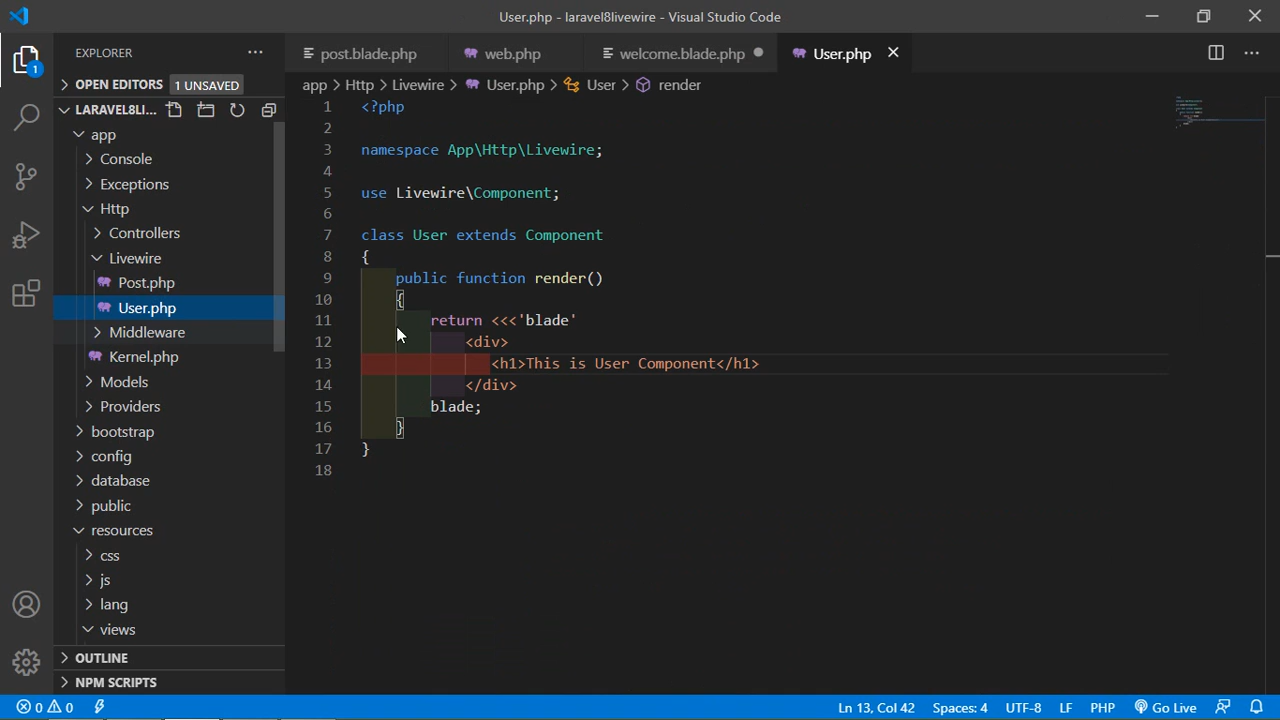 User.php - laravel8livewire - Visual Studio Code
EXPLORER
post.blade.php
web.php
welcome.blade.php
User.php
OPEN EDITORS 1 UNSAVED
app > Http > Livewire > User.php > User > render
LARAVEL8LI...
app
Console
Exceptions
Http
Controllers
Livewire
Post.php
User.php
Middleware
Kernel.php
Models
Providers
bootstrap
config
database
public
resources
css
js
lang
views
OUTLINE
NPM SCRIPTS
1
1 <?php
2
3 namespace App\Http\Livewire;
4
5 use Livewire\Component;
6
7 class User extends Component
8 {
9 public function render()
10 {
11 return <<<'blade'
12 <div>
13 <h1>This is User Component</h1>
14 </div>
15 blade;
16 }
17 }
18
0 0
Ln 13, Col 42
Spaces: 4
UTF-8
LF
PHP
Go Live